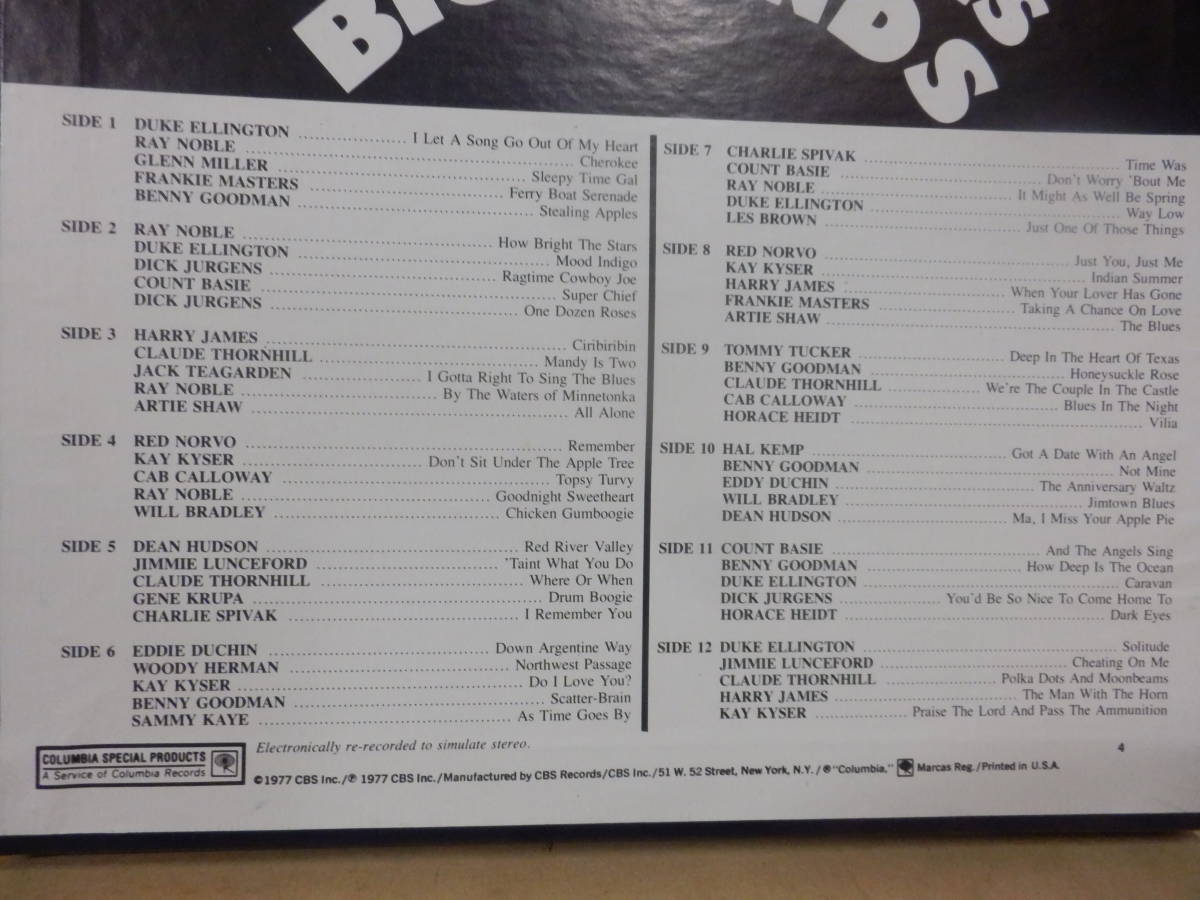 SIDE 1 DUKE ELLINGTON I Let A Song Go Out Of My Heart
RAY NOBLE Cherokee
GLENN MILLER Sleepy Time Gal
FRANKIE MASTERS Ferry Boat Serenade
BENNY GOODMAN Stealing Apples
SIDE 2 RAY NOBLE How Bright The Stars
DUKE ELLINGTON Mood Indigo
DICK JURGENS Ragtime Cowboy Joe
COUNT BASIE Super Chief
DICK JURGENS One Dozen Roses
SIDE 3 HARRY JAMES Ciribiribin
CLAUDE THORNHILL Mandy Is Two
JACK TEAGARDEN I Gotta Right To Sing The Blues
RAY NOBLE By The Waters of Minnetonka
ARTIE SHAW All Alone
SIDE 4 RED NORVO Remember
KAY KYSER Don't Sit Under The Apple Tree
CAB CALLOWAY Topsy Turvy
RAY NOBLE Goodnight Sweetheart
WILL BRADLEY Chicken Gumboogie
SIDE 5 DEAN HUDSON Red River Valley
JIMMIE LUNCEFORD 'Taint What You Do
CLAUDE THORNHILL Where Or When
GENE KRUPA Drum Boogie
CHARLIE SPIVAK I Remember You
SIDE 6 EDDIE DUCHIN Down Argentine Way
WOODY HERMAN Northwest Passage
KAY KYSER Do I Love You?
BENNY GOODMAN Scatter-Brain
SAMMY KAYE As Time Goes By
SIDE 7 CHARLIE SPIVAK Time Was
COUNT BASIE Don't Worry 'Bout Me
RAY NOBLE It Might As Well Be Spring
DUKE ELLINGTON Way Low
LES BROWN Just One Of Those Things
SIDE 8 RED NORVO Just You, Just Me
KAY KYSER Indian Summer
HARRY JAMES When Your Lover Has Gone
FRANKIE MASTERS Taking A Chance On Love
ARTIE SHAW The Blues
SIDE 9 TOMMY TUCKER Deep In The Heart Of Texas
BENNY GOODMAN Honeysuckle Rose
CLAUDE THORNHILL We're The Couple In The Castle
CAB CALLOWAY Blues In The Night
HORACE HEIDT Vilia
SIDE 10 HAL KEMP Got A Date With An Angel
BENNY GOODMAN Not Mine
EDDY DUCHIN The Anniversary Waltz
WILL BRADLEY Jimtown Blues
DEAN HUDSON Ma, I Miss Your Apple Pie
SIDE 11 COUNT BASIE And The Angels Sing
BENNY GOODMAN How Deep Is The Ocean
DUKE ELLINGTON Caravan
DICK JURGENS You'd Be So Nice To Come Home To
HORACE HEIDT Dark Eyes
SIDE 12 DUKE ELLINGTON Solitude
JIMMIE LUNCEFORD Cheating On Me
CLAUDE THORNHILL Polka Dots And Moonbeams
HARRY JAMES The Man With The Horn
KAY KYSER Praise The Lord And Pass The Ammunition
COLUMBIA SPECIAL PRODUCTS
A Service of Columbia Records
Electronically re-recorded to simulate stereo.
4
©1977 CBS Inc./℗ 1977 CBS Inc./Manufactured by CBS Records/CBS Inc./51 W. 52 Street, New York, N.Y./®"Columbia," Marcas Reg./Printed in U.S.A.